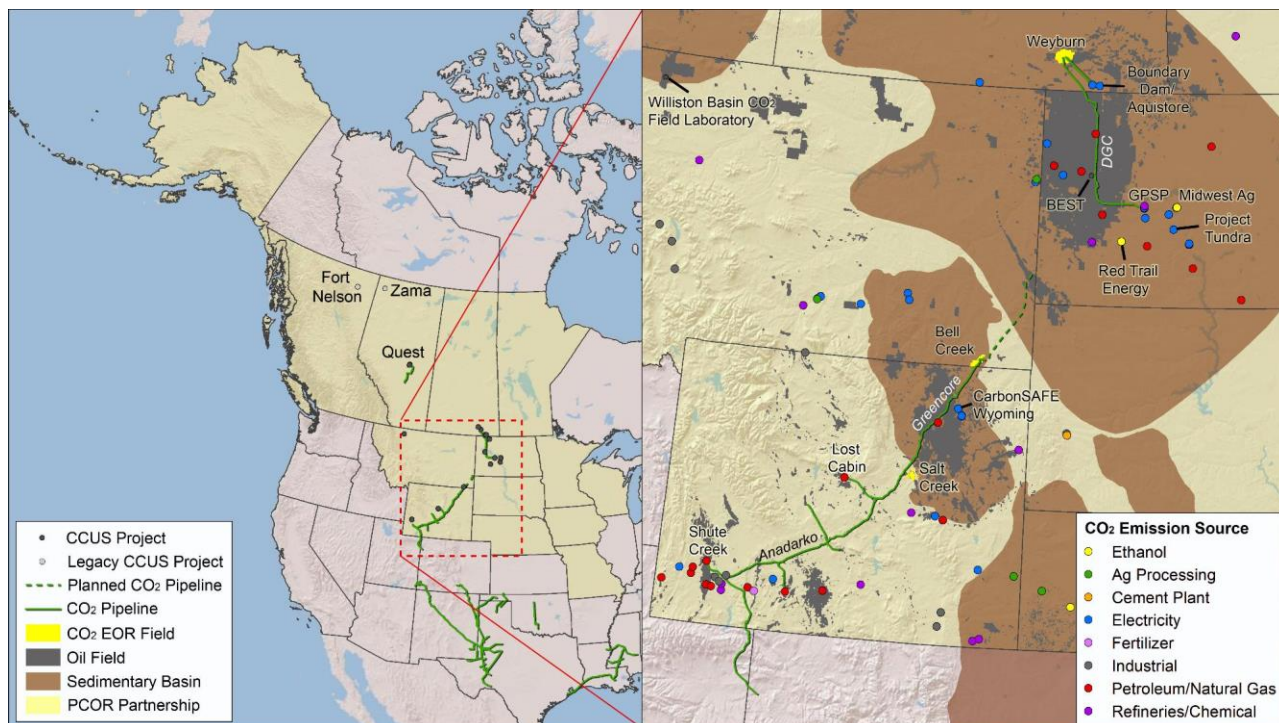 Fort
Nelson
Zama
Quest
CCUS Project
Legacy CCUS Project
Planned CO₂ Pipeline
CO₂ Pipeline
CO₂ EOR Field
Oil Field
Sedimentary Basin
PCOR Partnership
Weyburn
Williston Basin CO₂
Field Laboratory
Boundary
Dam/
Aquistore
DGC
BEST
GPSP
Midwest Ag
Project
Tundra
Red Trail
Energy
Bell
Creek
Greencore
CarbonSAFE
Wyoming
Lost
Cabin
Salt
Creek
Shute
Creek
Anadarko
CO₂ Emission Source
Ethanol
Ag Processing
Cement Plant
Electricity
Fertilizer
Industrial
Petroleum/Natural Gas
Refineries/Chemical